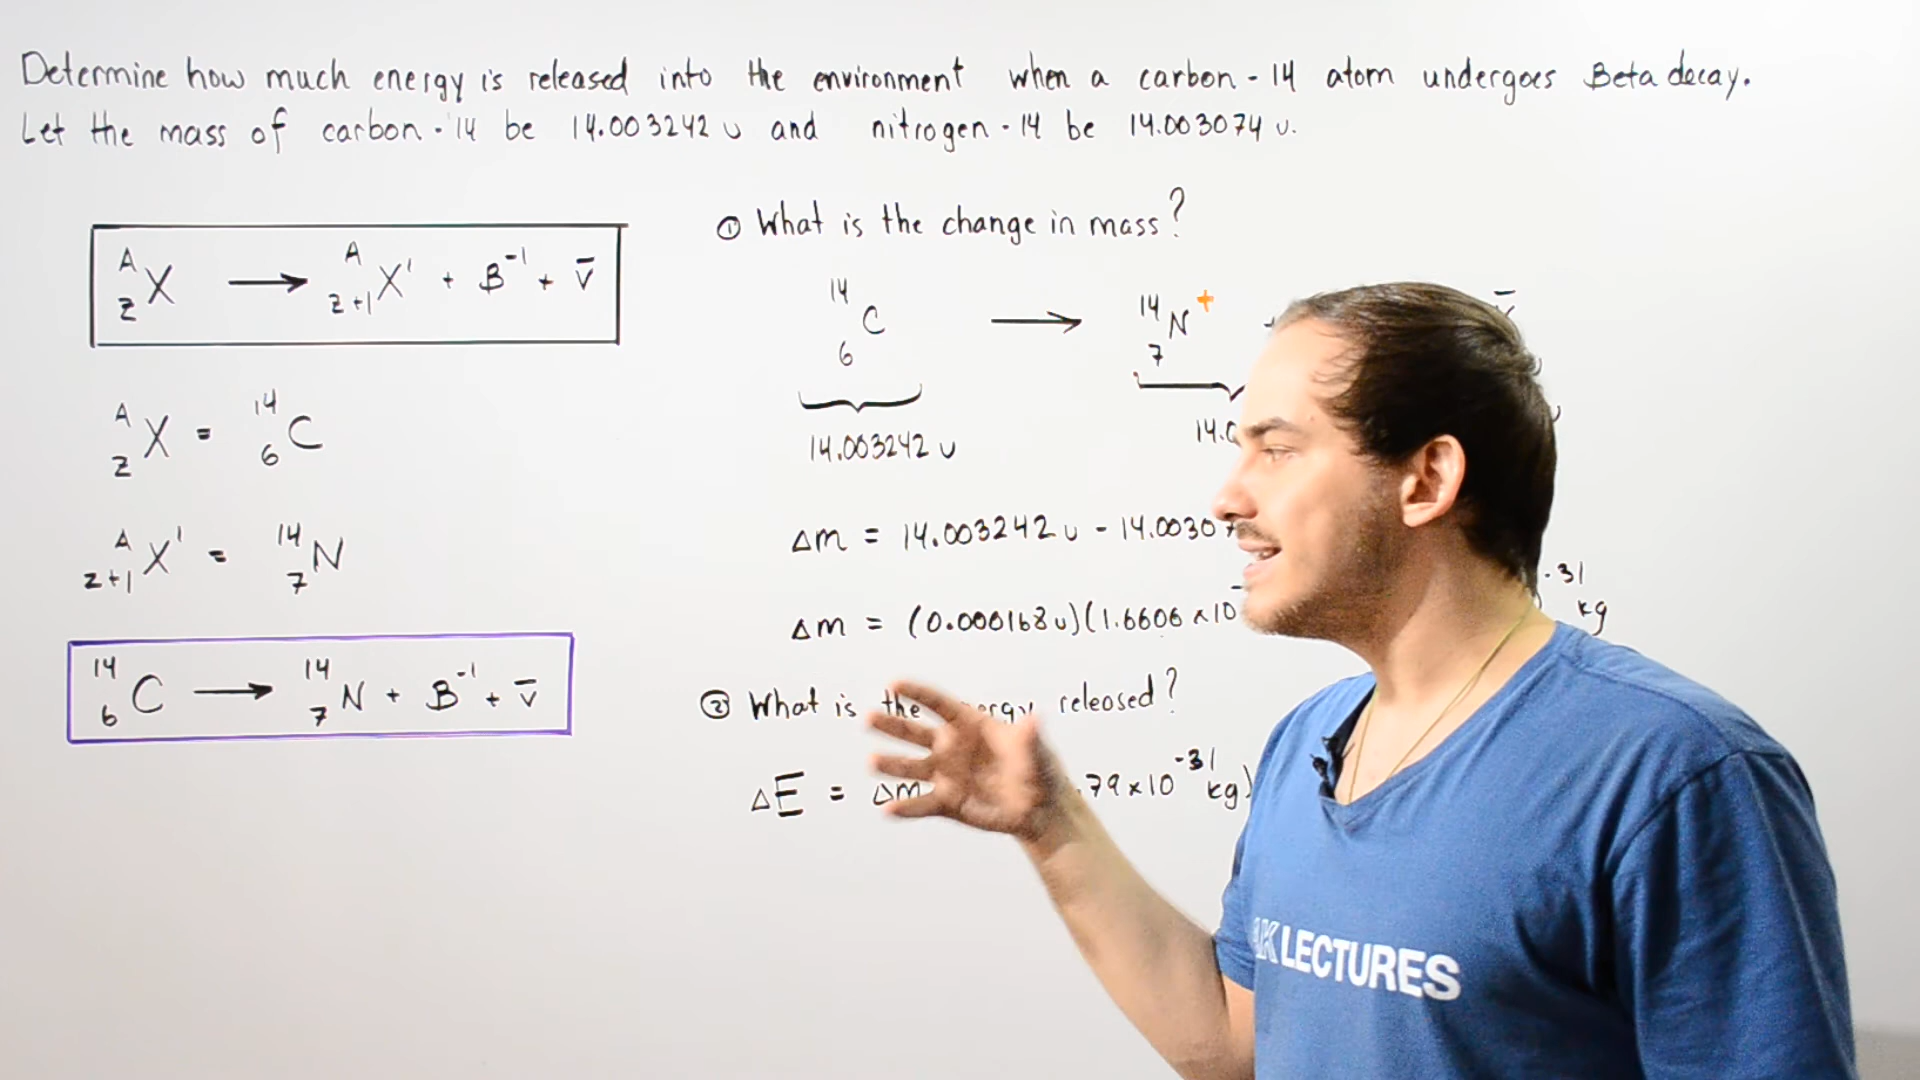 Determine how much energy is released into the environment when a carbon-14 atom undergoes Beta decay.
Let the mass of carbon-14 be 14.003242 u and nitrogen-14 be 14.003074 u.
A Z X → A Z+1 X' + B -1 + v̄
A Z X = 14 6 C
A Z+1 X' = 14 7 N
14 6 C → 14 7 N + B -1 + v̄
① What is the change in mass?
14 6 C → 14 7 N + v̄
14.003242 u
Δm = 14.003242 u - 14.00307
Δm = (0.000168 u)(1.6606 x 10 -31 kg
② What is the released?
ΔE = Δm .79 x 10 -31 kg)
LECTURES